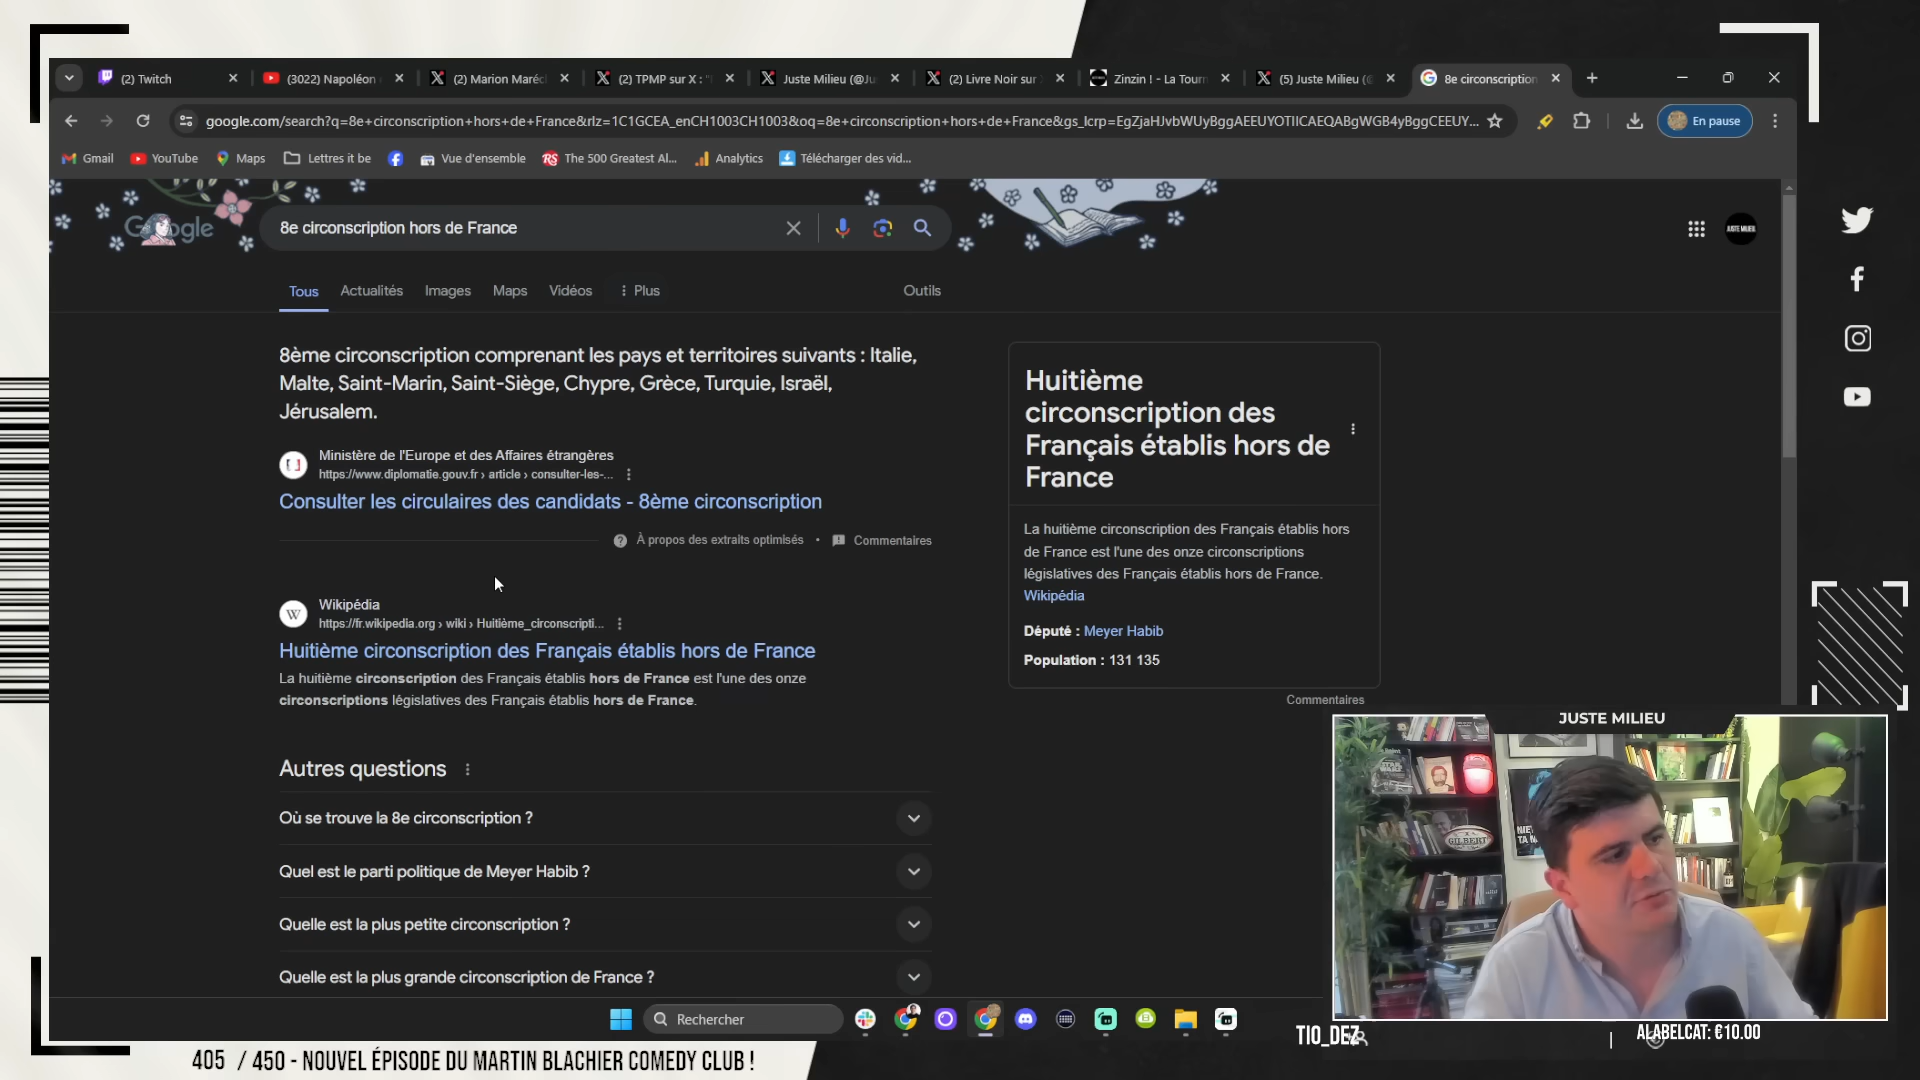 (2) Twitch
(3022) Napoléon
(2) Marion Maréc
(2) TPMP sur X : "
Juste Milieu (@Ju
(2) Livre Noir sur
Zinzin ! - La Tourn
(5) Juste Milieu (@
8e circonscription
google.com/search?q=8e+circonscription+hors+de+France&rlz=1C1GCEA_enCH1003CH1003&oq=8e+circonscription+hors+de+France&gs_lcrp=EgZjaHJvbWUyBggAEEUYOTIICAEQABgWGB4yBggCEEUY...
En pause
Gmail
YouTube
Maps
Lettres it be
Vue d'ensemble
The 500 Greatest Al...
Analytics
Télécharger des vid...
Google
8e circonscription hors de France
JUSTE MILIEU
Tous
Actualités
Images
Maps
Vidéos
Plus
Outils
8ème circonscription comprenant les pays et territoires suivants : Italie,
Malte, Saint-Marin, Saint-Siège, Chypre, Grèce, Turquie, Israël,
Jérusalem.
Ministère de l'Europe et des Affaires étrangères
https://www.diplomatie.gouv.fr › article › consulter-les-...
Consulter les circulaires des candidats - 8ème circonscription
À propos des extraits optimisés
Commentaires
W
Wikipédia
https://fr.wikipedia.org › wiki › Huitième_circonscripti...
Huitième circonscription des Français établis hors de France
La huitième circonscription des Français établis hors de France est l'une des onze
circonscriptions législatives des Français établis hors de France.
Autres questions
Où se trouve la 8e circonscription ?
Quel est le parti politique de Meyer Habib ?
Quelle est la plus petite circonscription ?
Quelle est la plus grande circonscription de France ?
Huitième
circonscription des
Français établis hors de
France
La huitième circonscription des Français établis hors
de France est l'une des onze circonscriptions
législatives des Français établis hors de France.
Wikipédia
Député : Meyer Habib
Population : 131 135
Commentaires
JUSTE MILIEU
STAR WARS
GILBERT
Rechercher
TIO_DEZ
ALABELCAT: €10.00
405 / 450 - NOUVEL ÉPISODE DU MARTIN BLACHIER COMEDY CLUB !